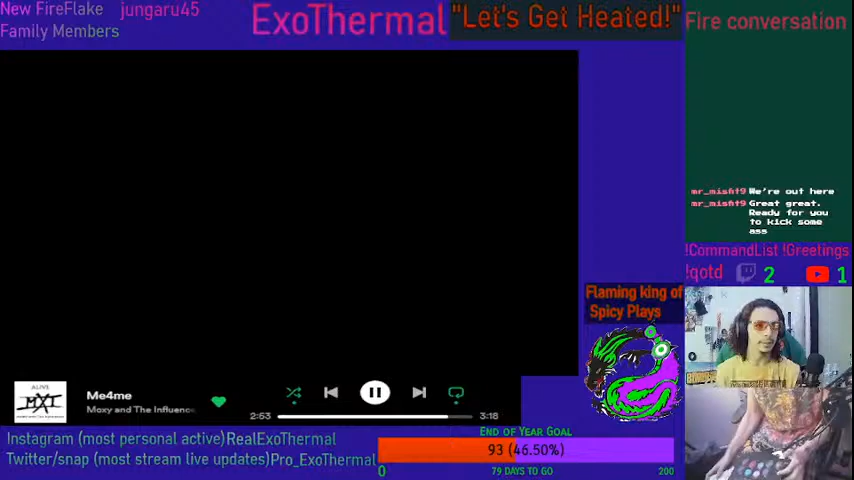 New FireFlake jungaru45
Family Members
ExoThermal "Let's Get Heated!"
Fire conversation
mr_misfit9 We're out here
mr_misfit9 Great great.
Ready for you
to kick some
ass
!CommandList !Greetings
!qotd 2 1
Flaming king of
Spicy Plays
ALIVE
MXI
Me4me
Moxy and The Influenc
2:53 3:18
Instagram (most personal active)RealExoThermal
Twitter/snap (most stream live updates)Pro_ExoThermal
End of Year Goal
93 (46.50%)
0 79 DAYS TO GO 200